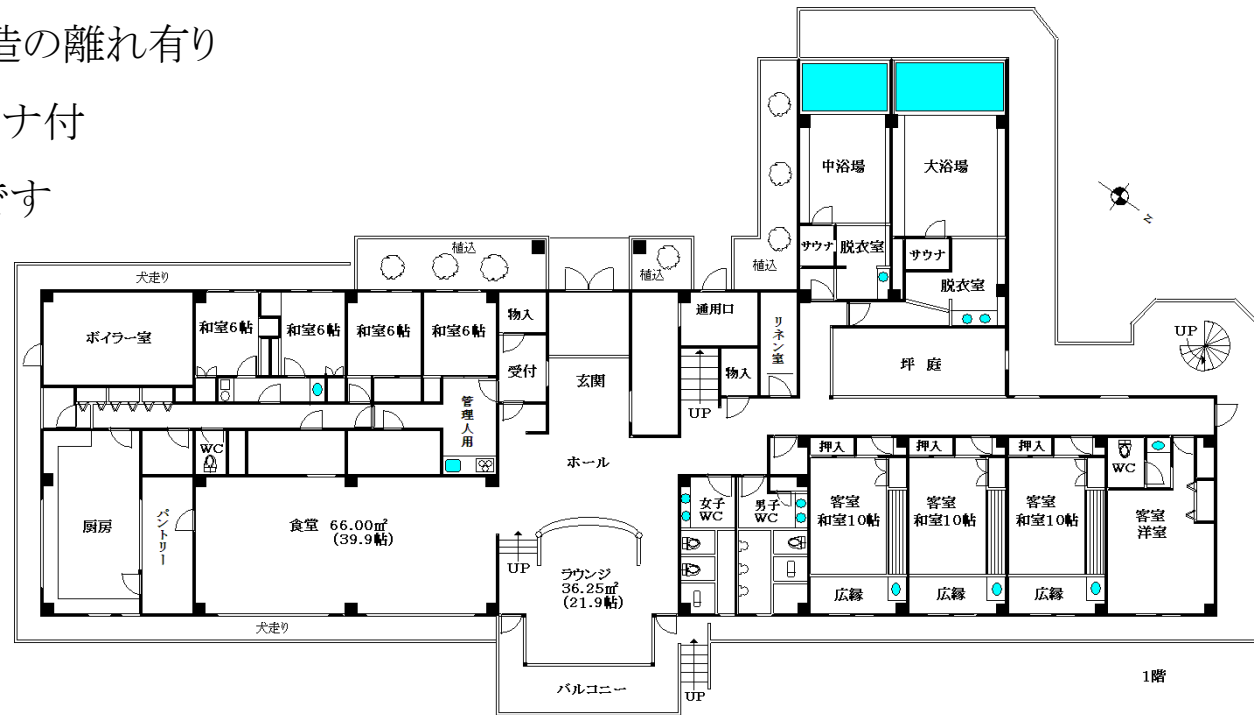 造の離れ有り
ナ付
です
中浴場
大浴場
サウナ
脱衣室
サウナ
脱衣室
N
植込
植込
植込
犬走り
ボイラー室
和室6帖
和室6帖
和室6帖
和室6帖
物入
受付
玄関
通用口
リネン室
物入
坪 庭
UP
UP
管理人用
ホール
WC
厨房
パントリー
食堂 66.00㎡
(39.9帖)
UP
ラウンジ
36.25㎡
(21.9帖)
女子
WC
男子
WC
押入
押入
押入
WC
客室
和室10帖
客室
和室10帖
客室
和室10帖
客室
洋室
広縁
広縁
広縁
犬走り
バルコニー
UP
1階